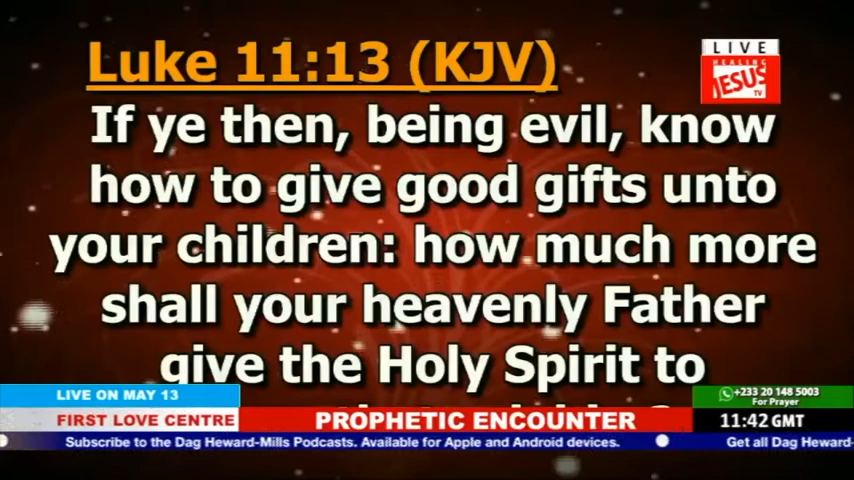 Luke 11:13 (KJV)
LIVE
HEALING
JESUS
TV
If ye then, being evil, know
how to give good gifts unto
your children: how much more
shall your heavenly Father
give the Holy Spirit to
LIVE ON MAY 13
+233 20 148 5003
For Prayer
FIRST LOVE CENTRE
PROPHETIC ENCOUNTER
11:42 GMT
Subscribe to the Dag Heward-Mills Podcasts. Available for Apple and Android devices.
Get all Dag Heward-